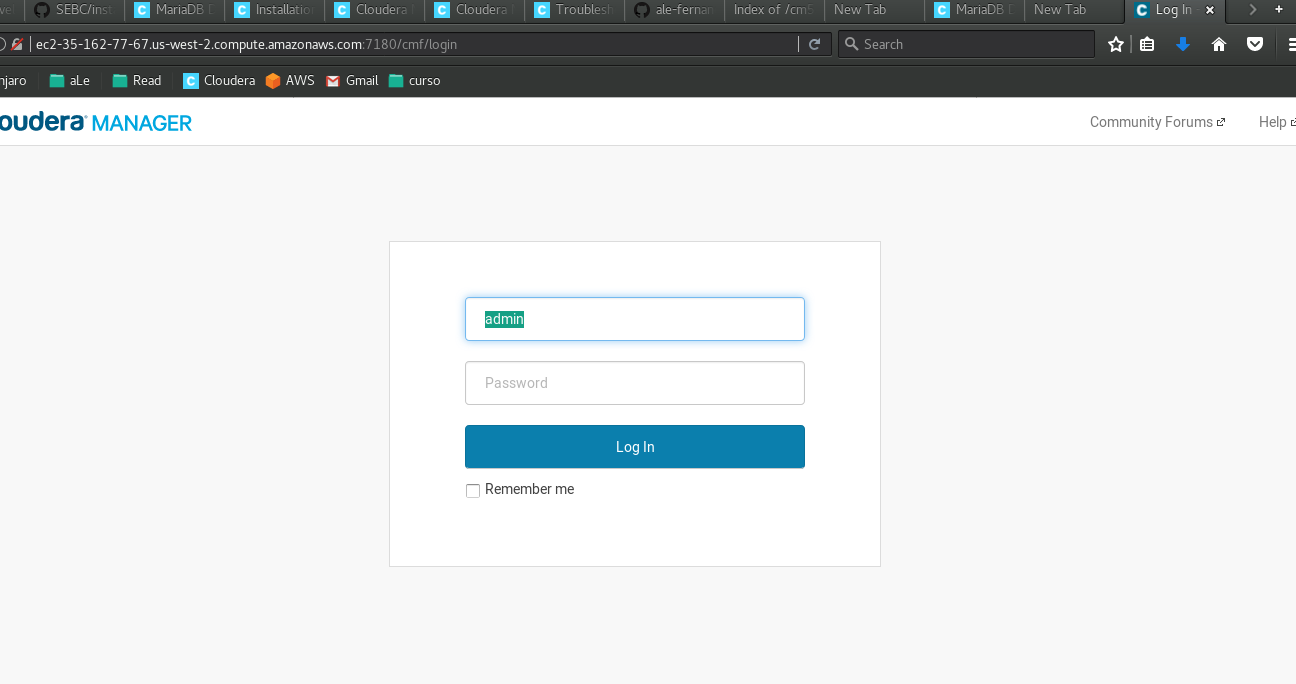 SEBC/inst MariaDB D Installatio Cloudera Cloudera Troublesh ale-fernan Index of /cm5 New Tab MariaDB D New Tab Log In
ec2-35-162-77-67.us-west-2.compute.amazonaws.com:7180/cmf/login Search
njaro aLe Read Cloudera AWS Gmail curso
oudera MANAGER Community Forums Help
admin
Password
Log In
Remember me